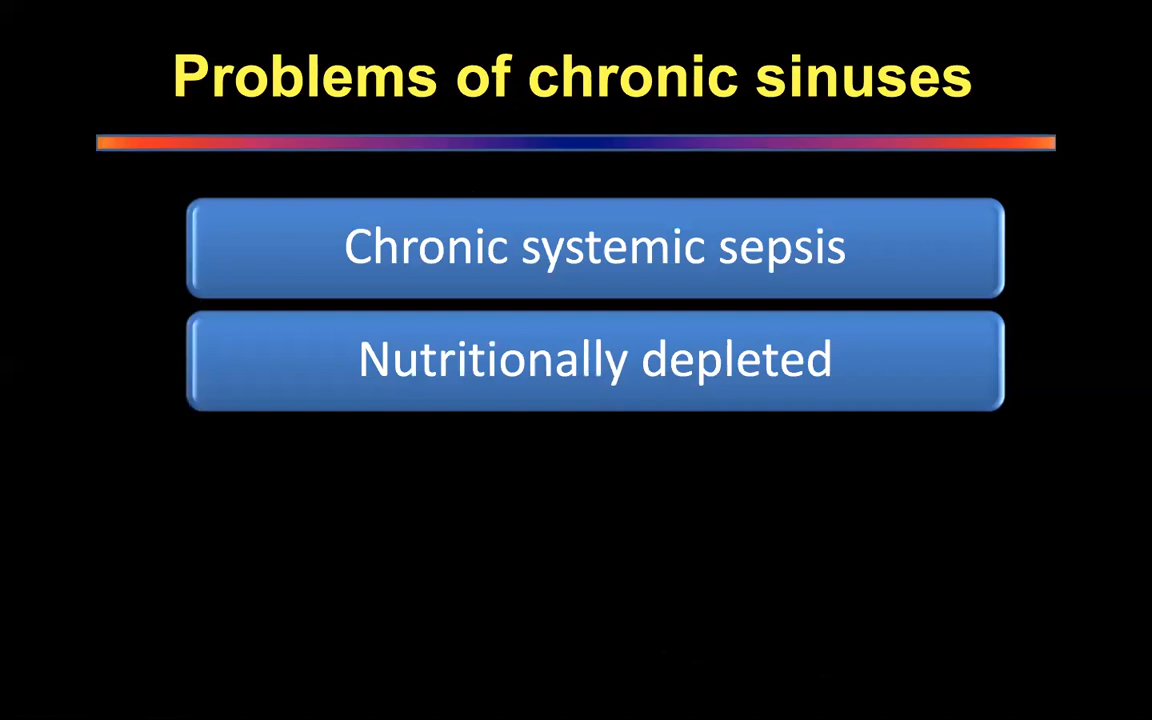 Problems of chronic sinuses
Chronic systemic sepsis
Nutritionally depleted